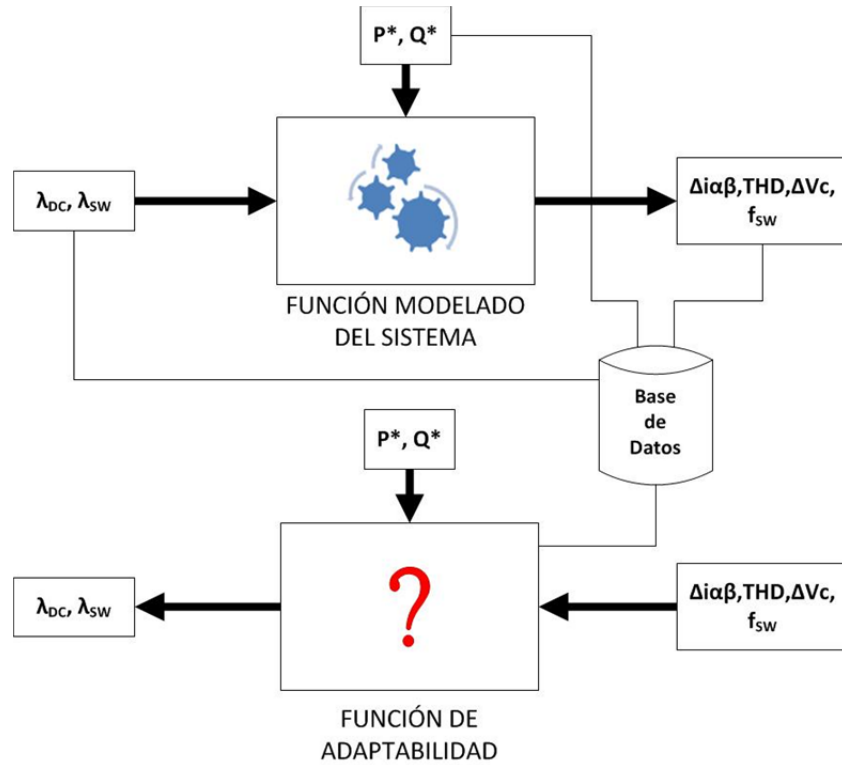 P*, Q*
λDC, λSW
Δiαβ,THD,ΔVc,
fSW
FUNCIÓN MODELADO
DEL SISTEMA
Base
de
Datos
P*, Q*
?
λDC, λSW
Δiαβ,THD,ΔVc,
fSW
FUNCIÓN DE
ADAPTABILIDAD